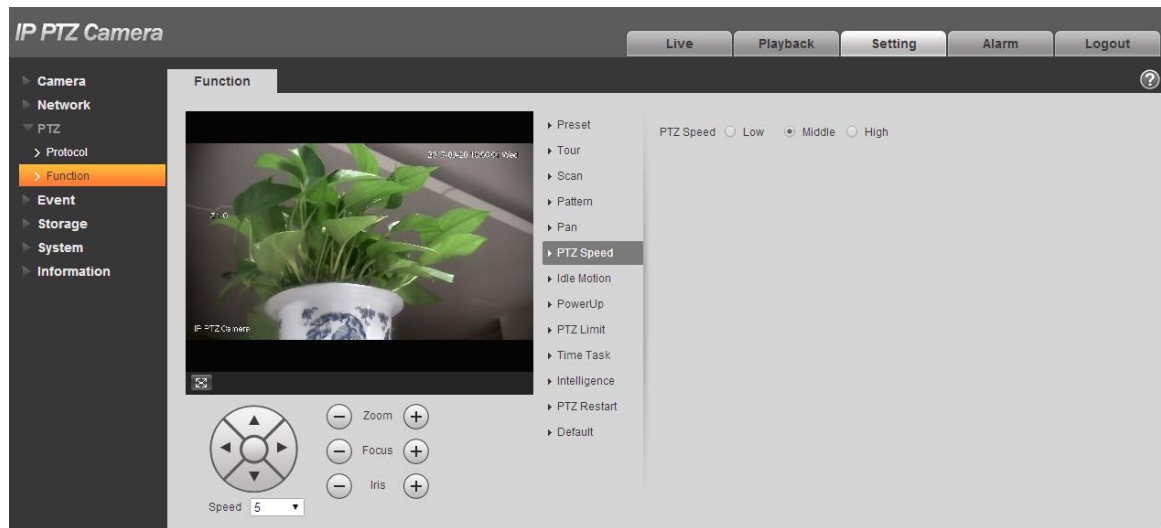 IP PTZ Camera
Live
Playback
Setting
Alarm
Logout
Camera
Network
PTZ
Protocol
Function
Event
Storage
System
Information
Function
?
Wed
IP PTZ Camera
Zoom
Focus
Iris
Speed 5
Preset
Tour
Scan
Pattern
Pan
PTZ Speed
Idle Motion
PowerUp
PTZ Limit
Time Task
Intelligence
PTZ Restart
Default
PTZ Speed Low Middle High